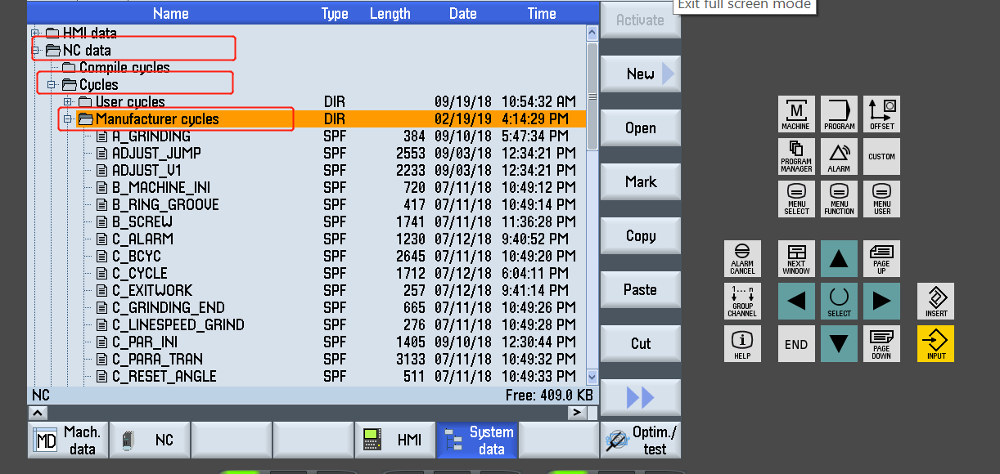 Exit full screen mode
Name Type Length Date Time
HMI data
NC data
Compile cycles
Cycles
User cycles DIR 09/19/18 10:54:32 AM
Manufacturer cycles DIR 02/19/19 4:14:29 PM
A_GRINDING SPF 384 09/10/18 5:47:34 PM
ADJUST_JUMP SPF 2553 09/03/18 12:34:21 PM
ADJUST_V1 SPF 2233 09/03/18 12:34:21 PM
B_MACHINE_INI SPF 720 07/11/18 10:49:12 PM
B_RING_GROOVE SPF 417 07/11/18 10:49:14 PM
B_SCREW SPF 1741 07/11/18 11:36:28 PM
C_ALARM SPF 1230 07/12/18 9:40:52 PM
C_BCYC SPF 2645 07/11/18 10:49:20 PM
C_CYCLE SPF 1712 07/12/18 6:04:11 PM
C_EXITWORK SPF 257 07/12/18 9:41:14 PM
C_GRINDING_END SPF 665 07/11/18 10:49:26 PM
C_LINESPEED_GRIND SPF 276 07/11/18 10:49:28 PM
C_PAR_INI SPF 1405 09/10/18 12:30:44 PM
C_PARA_TRAN SPF 3133 07/11/18 10:49:32 PM
C_RESET_ANGLE SPF 511 07/11/18 10:49:33 PM
NC Free: 409.0 KB
>
MD Mach.
data
NC
HMI
System
data
Optim./
test
Activate
New
Open
Mark
Copy
Paste
Cut
M
MACHINE
PROGRAM
OFFSET
PROGRAM
MANAGER
ALARM
CUSTOM
MENU
SELECT
MENU
FUNCTION
MENU
USER
ALARM
CANCEL
NEXT
WINDOW
PAGE
UP
1... n
GROUP
CHANNEL
SELECT
INSERT
i
HELP
END
PAGE
DOWN
INPUT